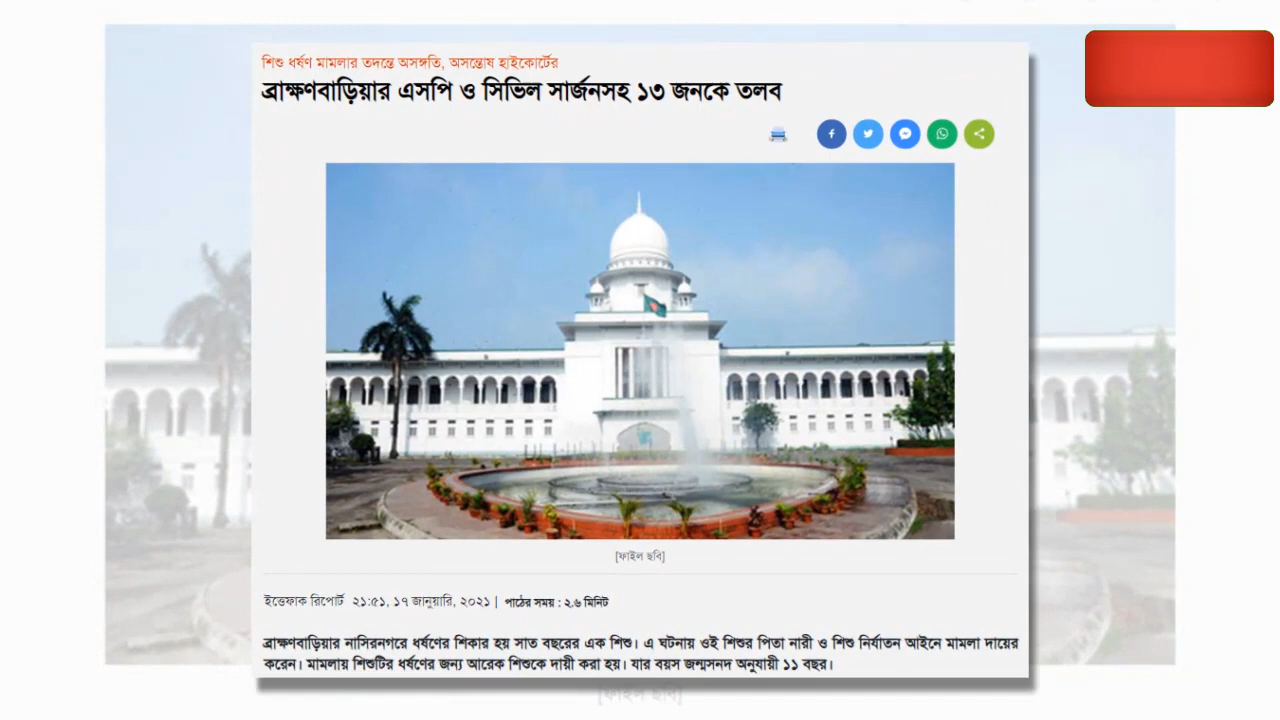 শিশু ধর্ষণ মামলার তদন্তে অসঙ্গতি, অসন্তোষ হাইকোর্টের
ব্রাহ্মণবাড়িয়ার এসপি ও সিভিল সার্জনসহ ১৩ জনকে তলব
[ফাইল ছবি]
ইত্তেফাক রিপোর্ট ২১:৫১, ১৭ জানুয়ারি, ২০২১ | পাঠের সময় : ২.৬ মিনিট
ব্রাহ্মণবাড়িয়ার নাসিরনগরে ধর্ষণের শিকার হয় সাত বছরের এক শিশু। এ ঘটনায় ওই শিশুর পিতা নারী ও শিশু নির্যাতন আইনে মামলা দায়ের
করেন। মামলায় শিশুটির ধর্ষণের জন্য আরেক শিশুকে দায়ী করা হয়। যার বয়স জন্মসনদ অনুযায়ী ১১ বছর।
[ফাইল ছবি]